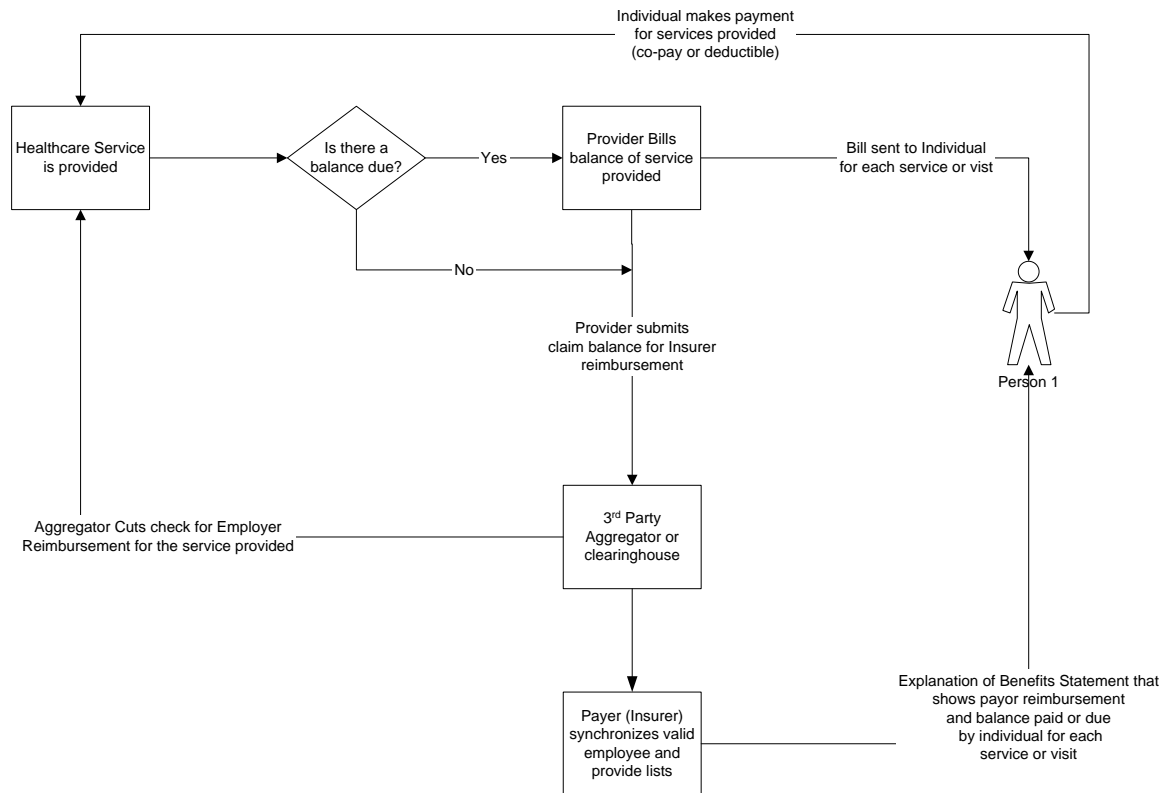 Individual makes payment
for services provided
(co-pay or deductible)
Healthcare Service
is provided
Is there a
balance due?
Yes
Provider Bills
balance of service
provided
Bill sent to Individual
for each service or vist
No
Provider submits
claim balance for Insurer
reimbursement
Person 1
Aggregator Cuts check for Employer
Reimbursement for the service provided
3rd Party
Aggregator or
clearinghouse
Payer (Insurer)
synchronizes valid
employee and
provide lists
Explanation of Benefits Statement that
shows payor reimbursement
and balance paid or due
by individual for each
service or visit